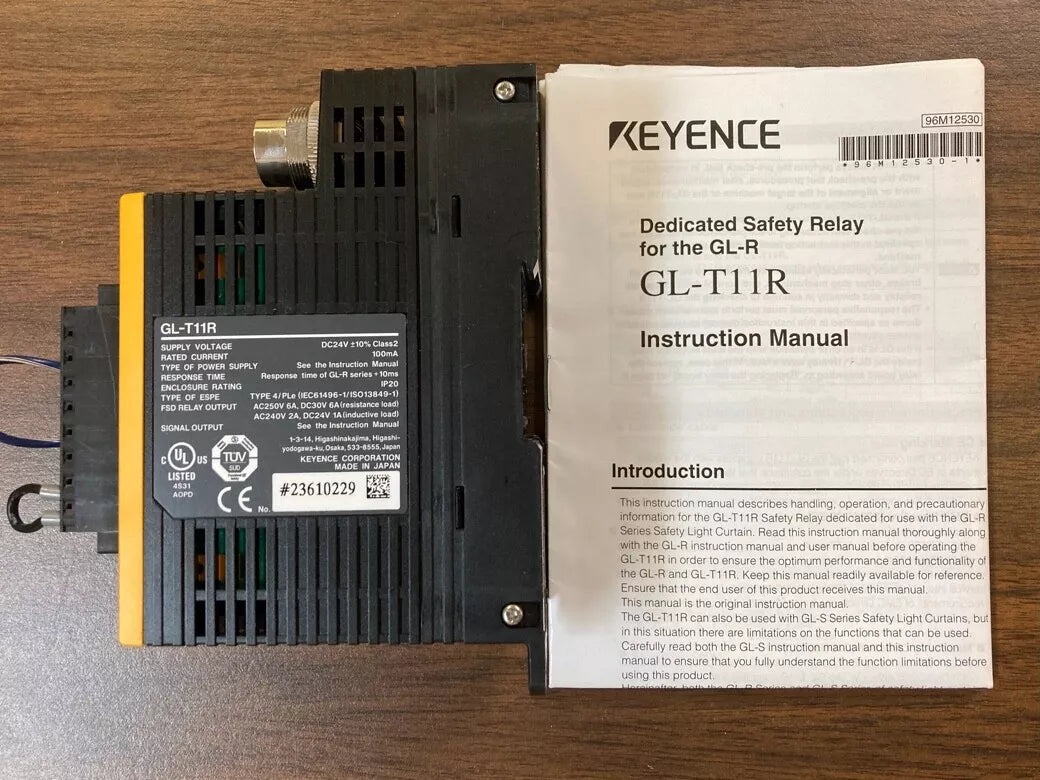 GL-T11R
SUPPLY VOLTAGE DC24V ±10% Class2
RATED CURRENT 100mA
TYPE OF POWER SUPPLY See the Instruction Manual
RESPONSE TIME Response time of GL-R series +10ms
ENCLOSURE RATING IP20
TYPE OF ESPE TYPE 4/PLe (IEC61496-1/ISO13849-1)
FSD RELAY OUTPUT AC250V 6A, DC30V 6A(resistance load)
AC240V 2A, DC24V 1A(inductive load)
SIGNAL OUTPUT See the Instruction Manual
1-3-14, Higashinakajima, Higashi-
yodogawa-ku, Osaka, 533-8555, Japan
KEYENCE CORPORATION
MADE IN JAPAN
C UL US
LISTED
4S31
AOPD
TÜV
SÜD
CE
No. #23610229
KEYENCE
96M12530
*96M12530-1*
Dedicated Safety Relay
for the GL-R
GL-T11R
Instruction Manual
Introduction
This instruction manual describes handling, operation, and precautionary
information for the GL-T11R Safety Relay dedicated for use with the GL-R
Series Safety Light Curtain. Read this instruction manual thoroughly along
with the GL-R instruction manual and user manual before operating the
GL-T11R in order to ensure the optimum performance and functionality of
the GL-R and GL-T11R. Keep this manual readily available for reference.
Ensure that the end user of this product receives this manual.
This manual is the original instruction manual.
The GL-T11R can also be used with GL-S Series Safety Light Curtains, but
in this situation there are limitations on the functions that can be used.
Carefully read both the GL-S instruction manual and this instruction
manual to ensure that you fully understand the function limitations before
using this product.